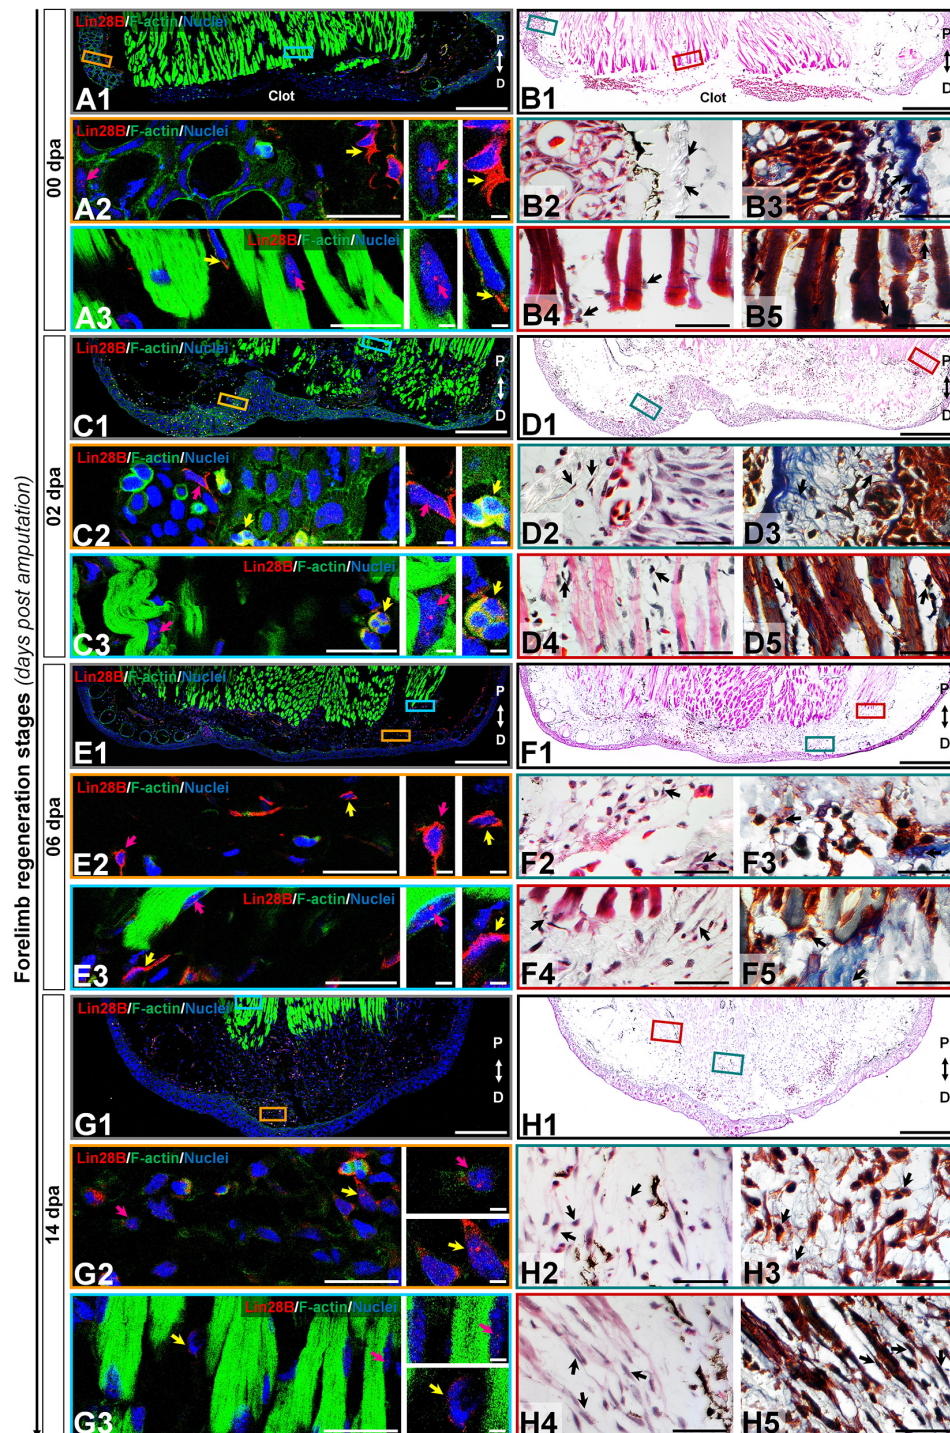 Forelimb regeneration stages (days post amputation)
00 dpa
Lin28B/F-actin/Nuclei
P
D
Clot
A1
P
D
Clot
B1
A2
B2
B3
Lin28B/F-actin/Nuclei
A3
B4
B5
02 dpa
Lin28B/F-actin/Nuclei
P
D
C1
P
D
D1
Lin28B/F-actin/Nuclei
C2
D2
D3
Lin28B/F-actin/Nuclei
C3
D4
D5
06 dpa
Lin28B/F-actin/Nuclei
P
D
E1
P
D
F1
Lin28B/F-actin/Nuclei
E2
F2
F3
Lin28B/F-actin/Nuclei
E3
F4
F5
14 dpa
Lin28B/F-actin/Nuclei
P
D
G1
P
D
H1
Lin28B/F-actin/Nuclei
G2
H2
H3
Lin28B/F-actin/Nuclei
G3
H4
H5